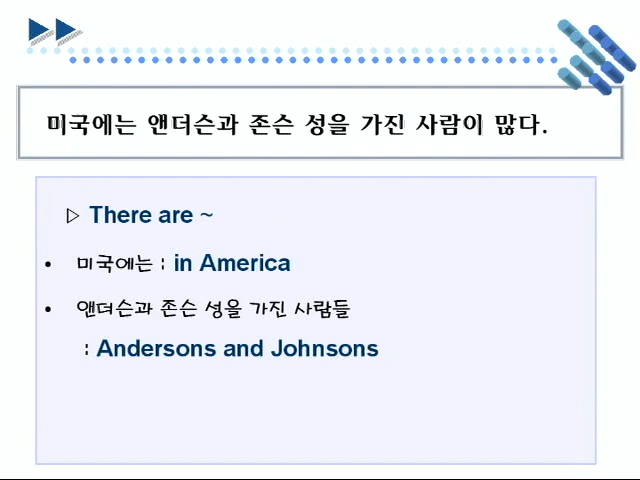 미국에는 앤더슨과 존슨 성을 가진 사람이 많다.
▷ There are ~
• 미국에는 : in America
• 앤더슨과 존슨 성을 가진 사람들
: Andersons and Johnsons